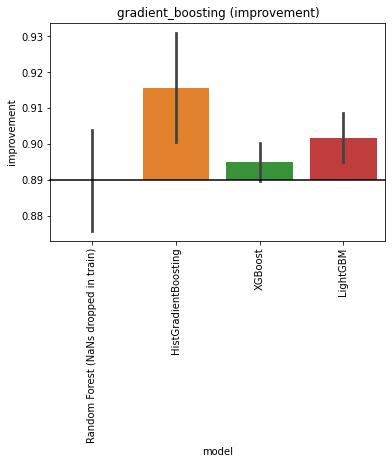 gradient_boosting (improvement)
improvement
0.93
0.92
0.91
0.90
0.89
0.88
Random Forest (NaNs dropped in train)
HistGradientBoosting
XGBoost
LightGBM
model